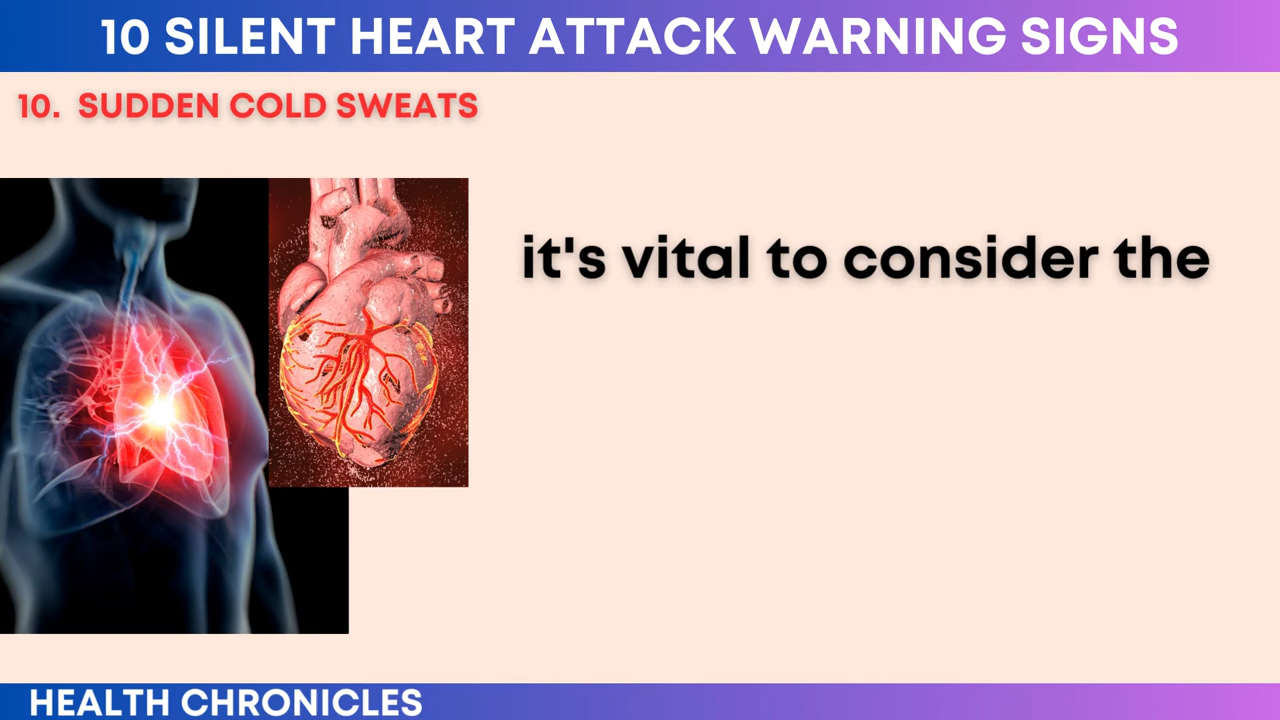 10 SILENT HEART ATTACK WARNING SIGNS
10. SUDDEN COLD SWEATS
it's vital to consider the
HEALTH CHRONICLES